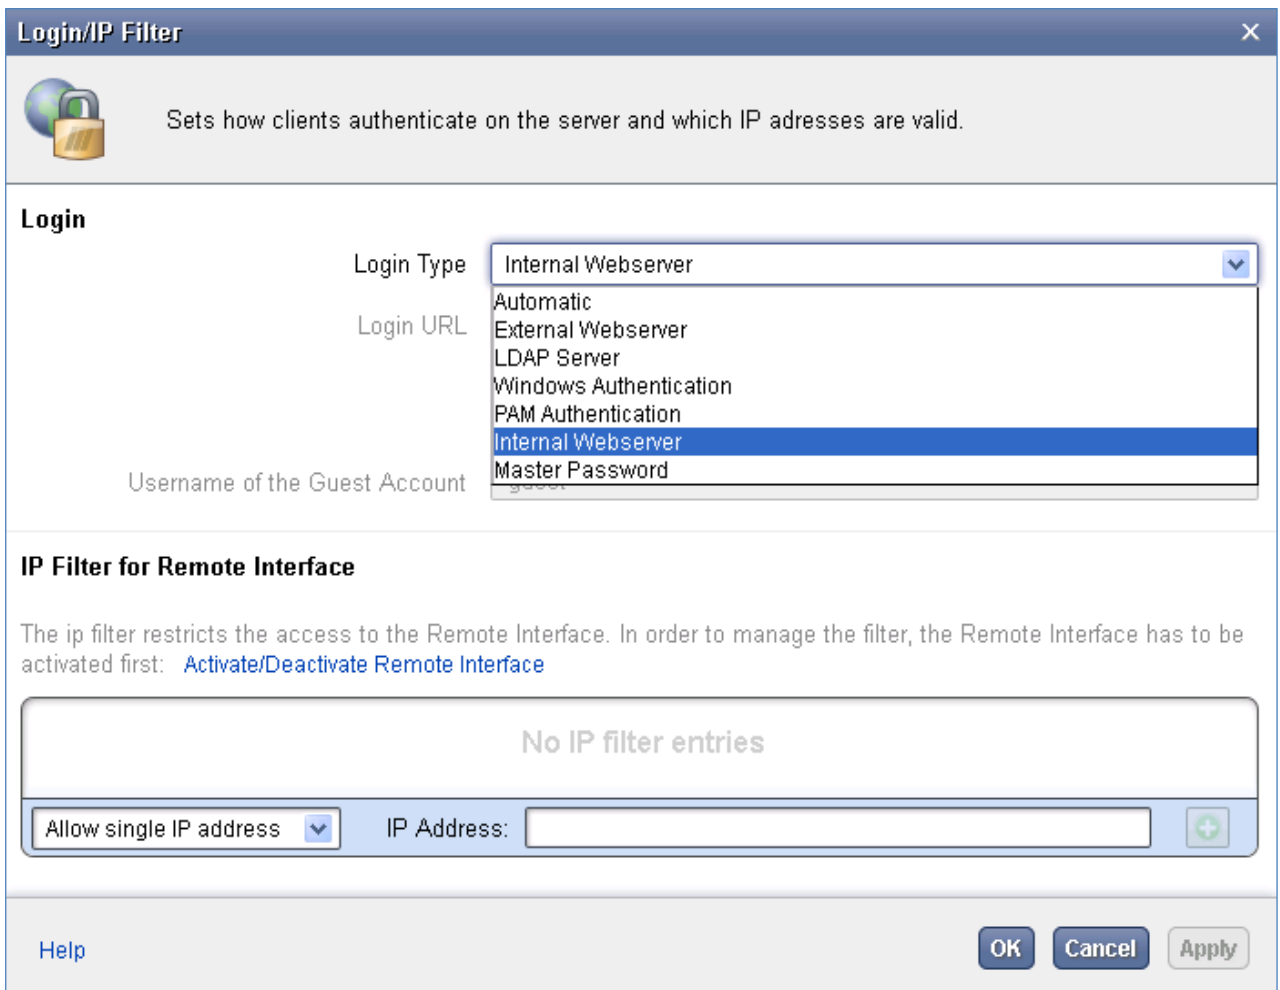 Login/IP Filter
Sets how clients authenticate on the server and which IP adresses are valid.
Login
Login Type
Internal Webserver
Automatic
Login URL
External Webserver
LDAP Server
Windows Authentication
PAM Authentication
Internal Webserver
Master Password
Username of the Guest Account
guest
IP Filter for Remote Interface
The ip filter restricts the access to the Remote Interface. In order to manage the filter, the Remote Interface has to be
activated first: Activate/Deactivate Remote Interface
No IP filter entries
Allow single IP address IP Address:
Help OK Cancel Apply